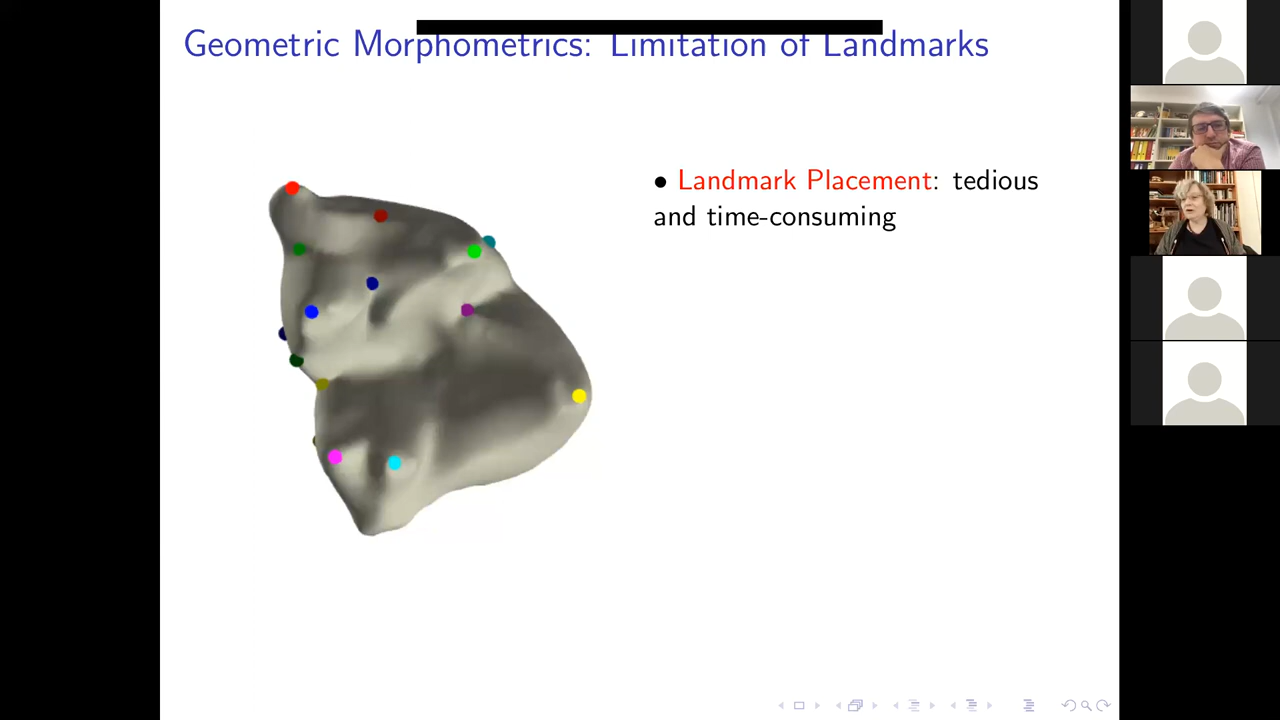 Geometric Morphometrics: Limitation of Landmarks
• Landmark Placement: tedious
and time-consuming